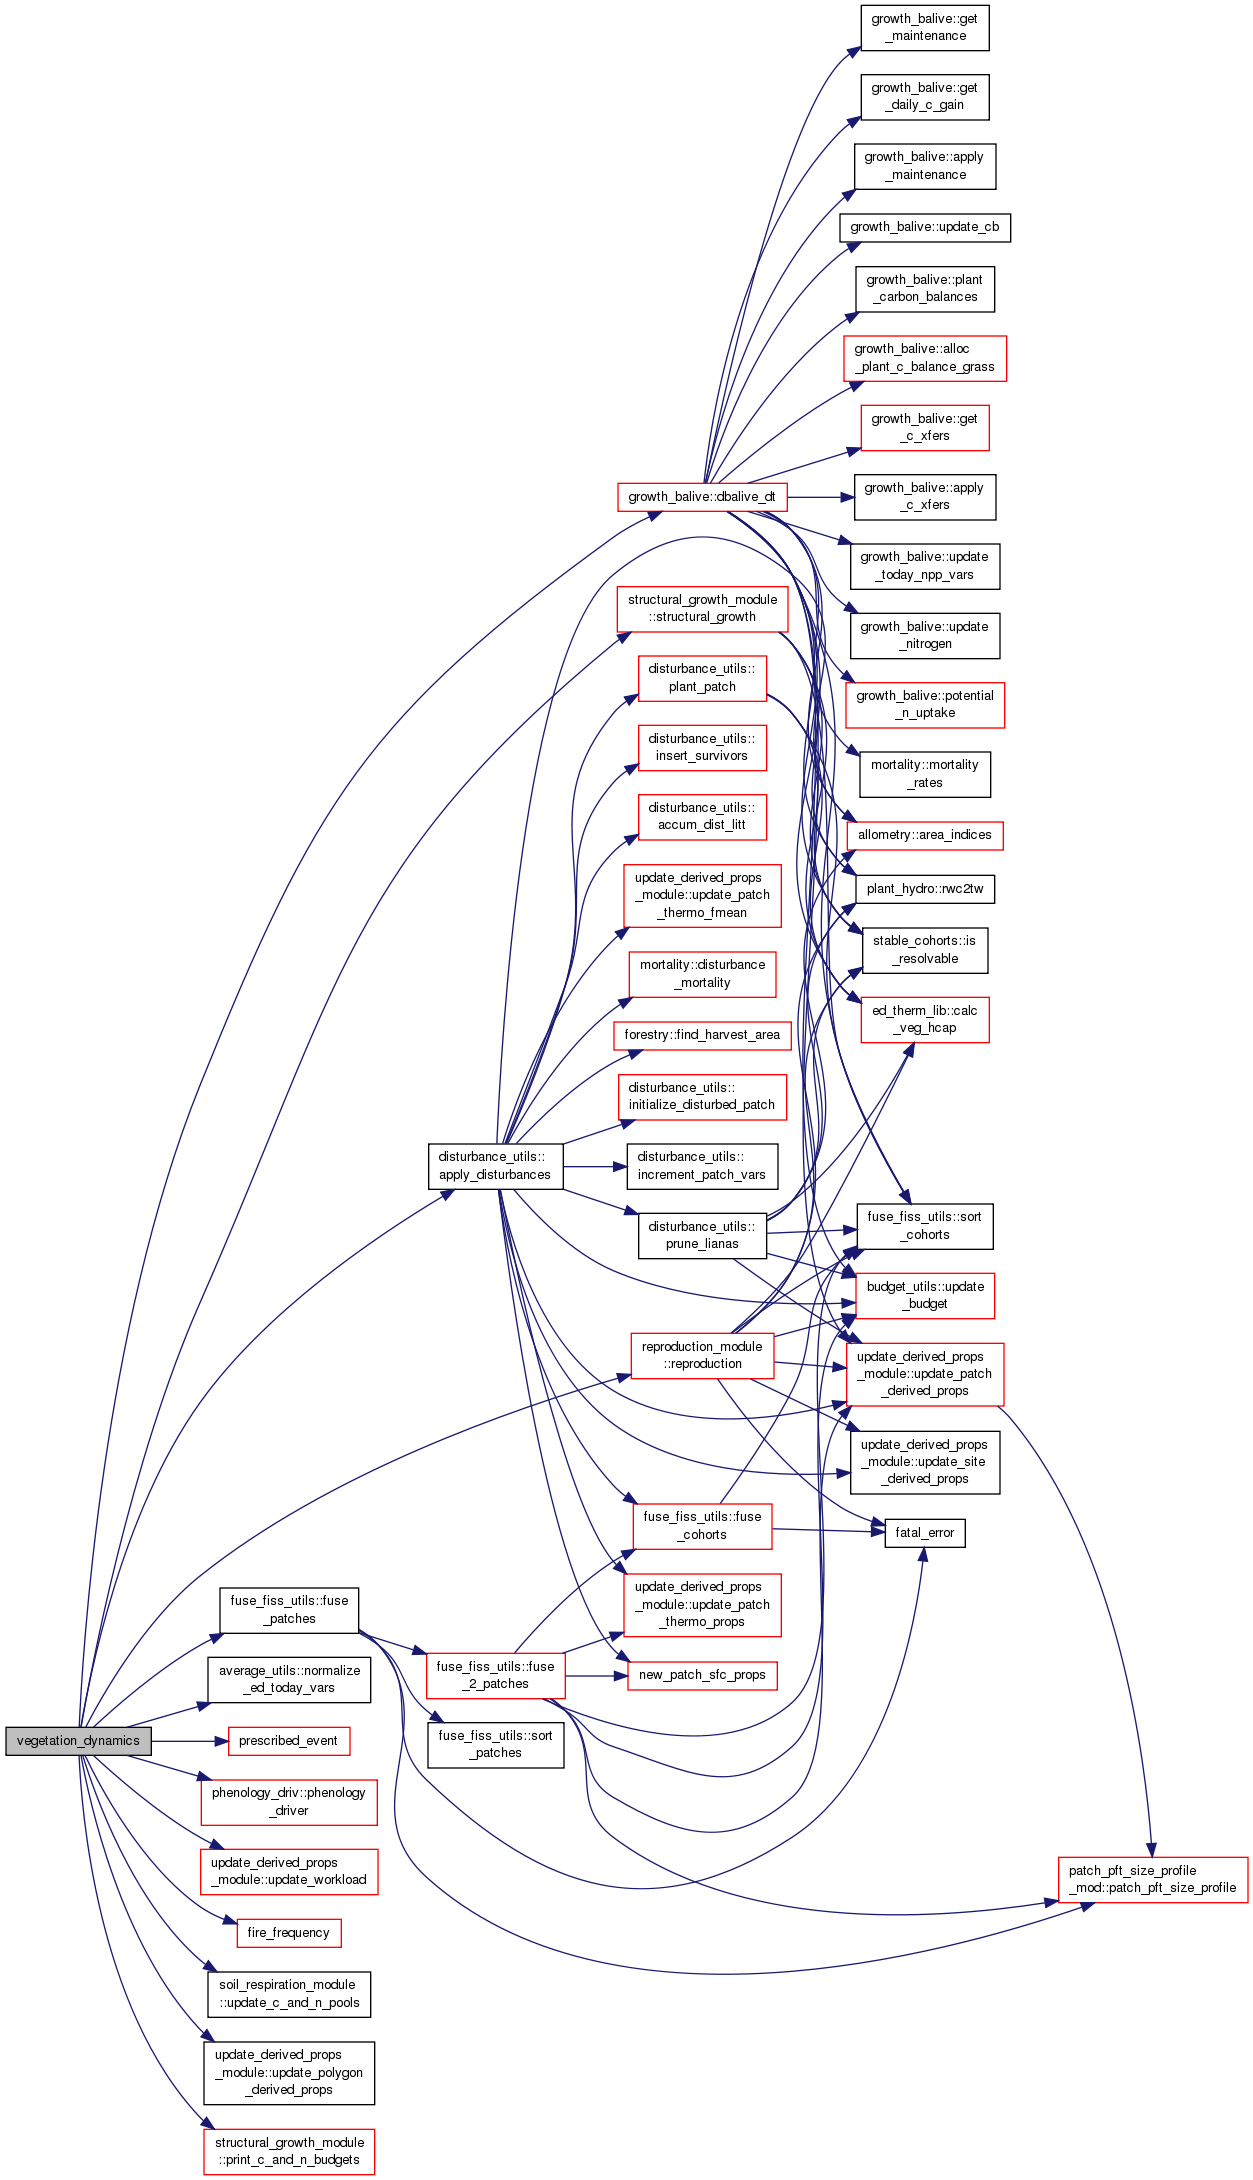 growth_balive::get
_maintenance
growth_balive::get
_daily_c_gain
growth_balive::apply
_maintenance
growth_balive::update_cb
growth_balive::plant
_carbon_balances
growth_balive::alloc
_plant_c_balance_grass
growth_balive::get
_c_xfers
growth_balive::dbalive_dt
growth_balive::apply
_c_xfers
growth_balive::update
_today_npp_vars
structural_growth_module
::structural_growth
growth_balive::update
_nitrogen
disturbance_utils::
plant_patch
growth_balive::potential
_n_uptake
disturbance_utils::
insert_survivors
mortality::mortality
_rates
disturbance_utils::
accum_dist_litt
allometry::area_indices
update_derived_props
_module::update_patch
_thermo_fmean
plant_hydro::rwc2tw
stable_cohorts::is
_resolvable
mortality::disturbance
_mortality
ed_therm_lib::calc
_veg_hcap
forestry::find_harvest_area
disturbance_utils::
initialize_disturbed_patch
disturbance_utils::
apply_disturbances
disturbance_utils::
increment_patch_vars
disturbance_utils::
prune_lianas
fuse_fiss_utils::sort
_cohorts
budget_utils::update
_budget
reproduction_module
::reproduction
update_derived_props
_module::update_patch
_derived_props
update_derived_props
_module::update_site
_derived_props
fuse_fiss_utils::fuse
_cohorts
fatal_error
fuse_fiss_utils::fuse
_patches
update_derived_props
_module::update_patch
_thermo_props
average_utils::normalize
_ed_today_vars
fuse_fiss_utils::fuse
_2_patches
new_patch_sfc_props
vegetation_dynamics
prescribed_event
fuse_fiss_utils::sort
_patches
phenology_driv::phenology
_driver
update_derived_props
_module::update_workload
patch_pft_size_profile
_mod::patch_pft_size_profile
fire_frequency
soil_respiration_module
::update_c_and_n_pools
update_derived_props
_module::update_polygon
_derived_props
structural_growth_module
::print_c_and_n_budgets